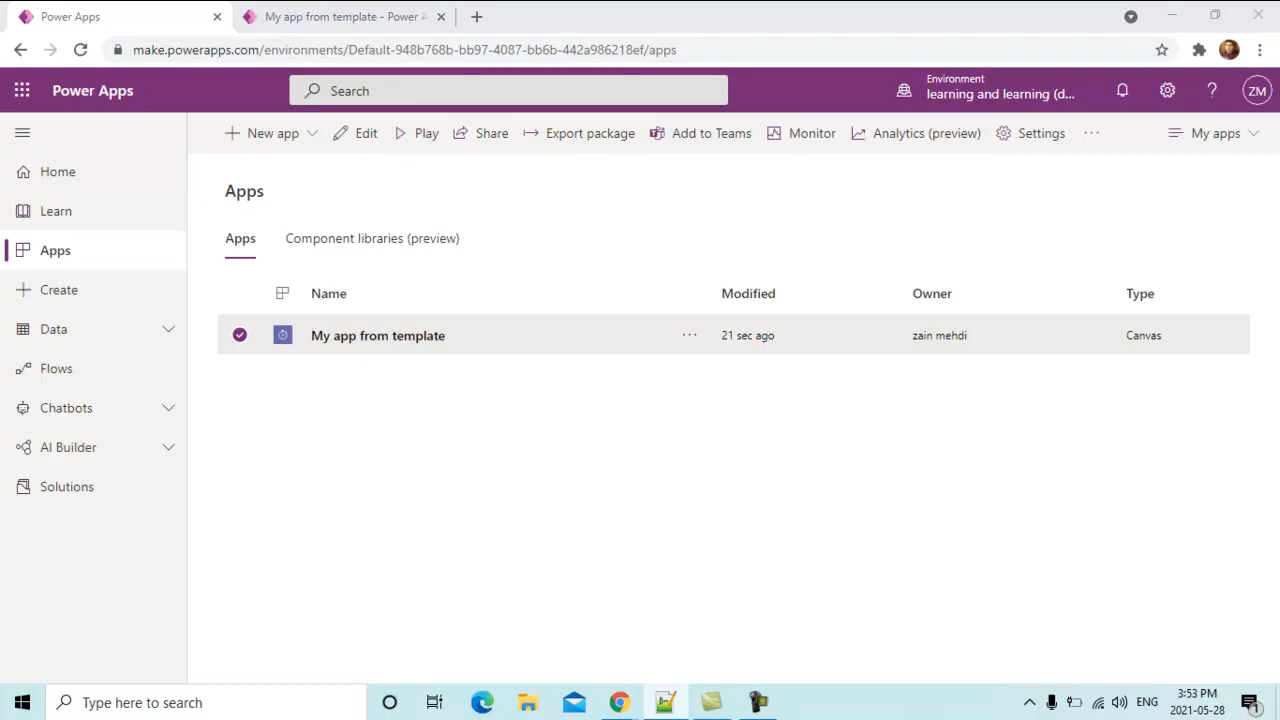 Power Apps
My app from template - Power A
make.powerapps.com/environments/Default-948b768b-bb97-4087-bb6b-442a986218ef/apps
Power Apps
Search
Environment
learning and learning (d...
ZM
New app
Edit
Play
Share
Export package
Add to Teams
Monitor
Analytics (preview)
Settings
My apps
Home
Learn
Apps
Create
Data
Flows
Chatbots
AI Builder
Solutions
Apps
Apps
Component libraries (preview)
Name Modified Owner Type
My app from template ... 21 sec ago zain mehdi Canvas
Type here to search
ENG
3:53 PM
2021-05-28
1